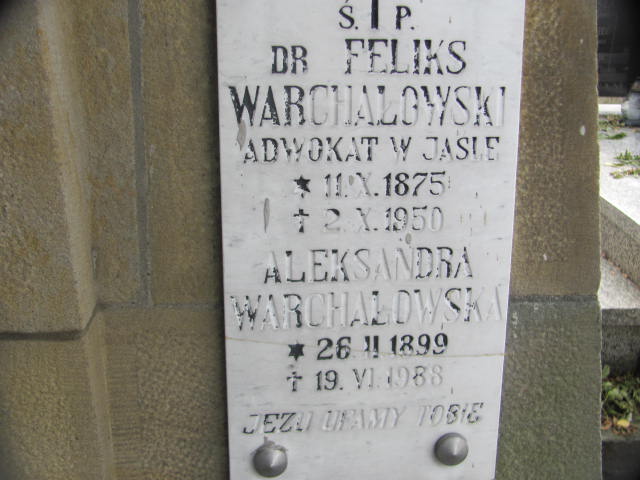 Ś. † P.
DR FELIKS
WARCHAŁOWSKI
ADWOKAT W JAŚLE
* 11.X.1875
† 2.X.1950
ALEKSANDRA
WARCHAŁOWSKA
* 26.II.1899
† 19.VI.1988
JEZU UFAMY TOBIE